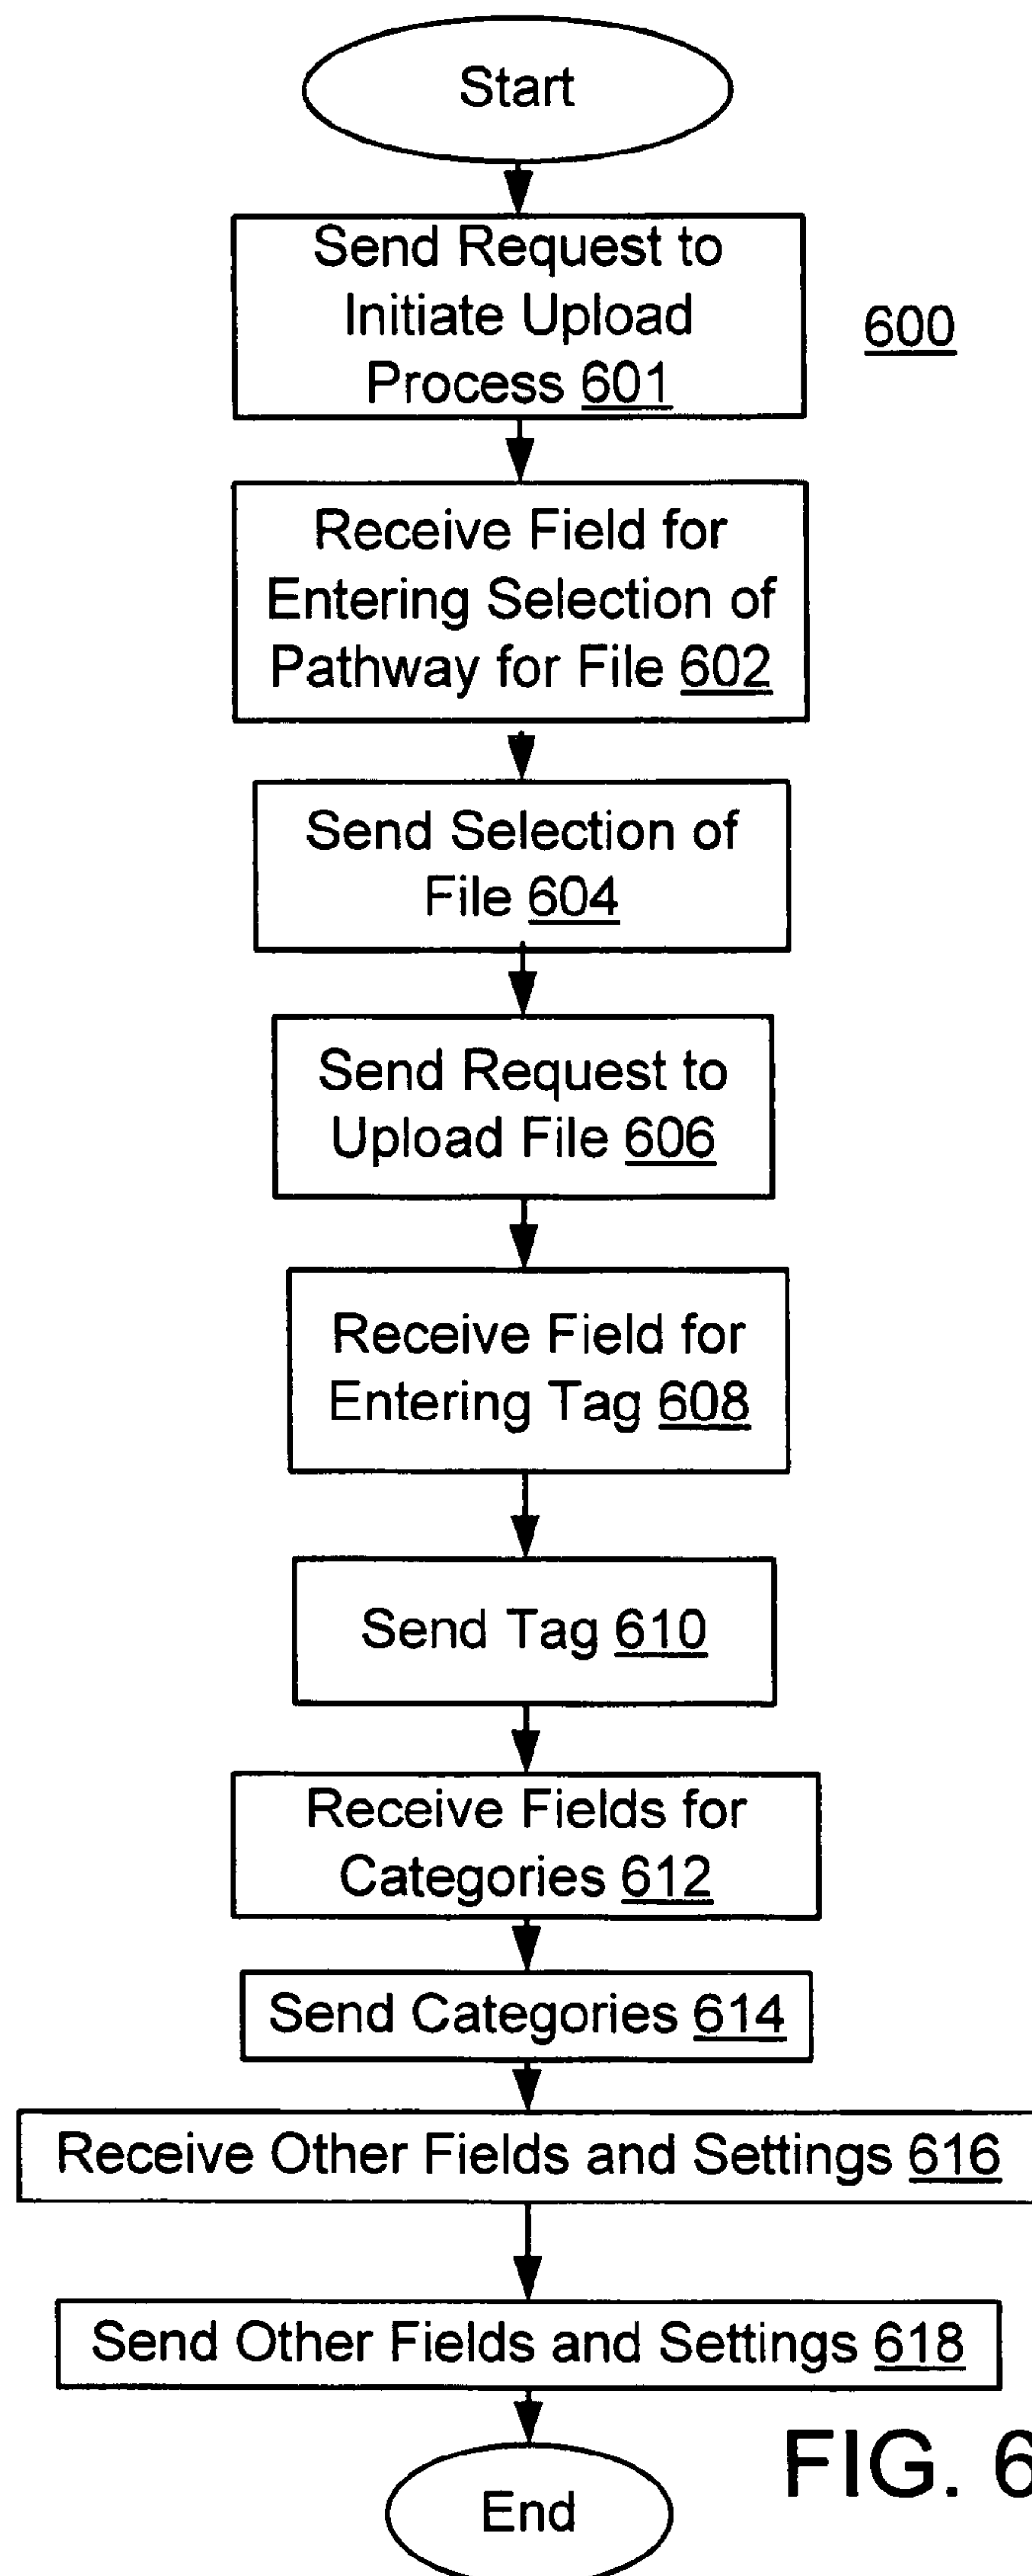 Start
Send Request to
Initiate Upload
Process 601
600
Receive Field for
Entering Selection of
Pathway for File 602
Send Selection of
File 604
Send Request to
Upload File 606
Receive Field for
Entering Tag 608
Send Tag 610
Receive Fields for
Categories 612
Send Categories 614
Receive Other Fields and Settings 616
Send Other Fields and Settings 618
End
FIG. 6